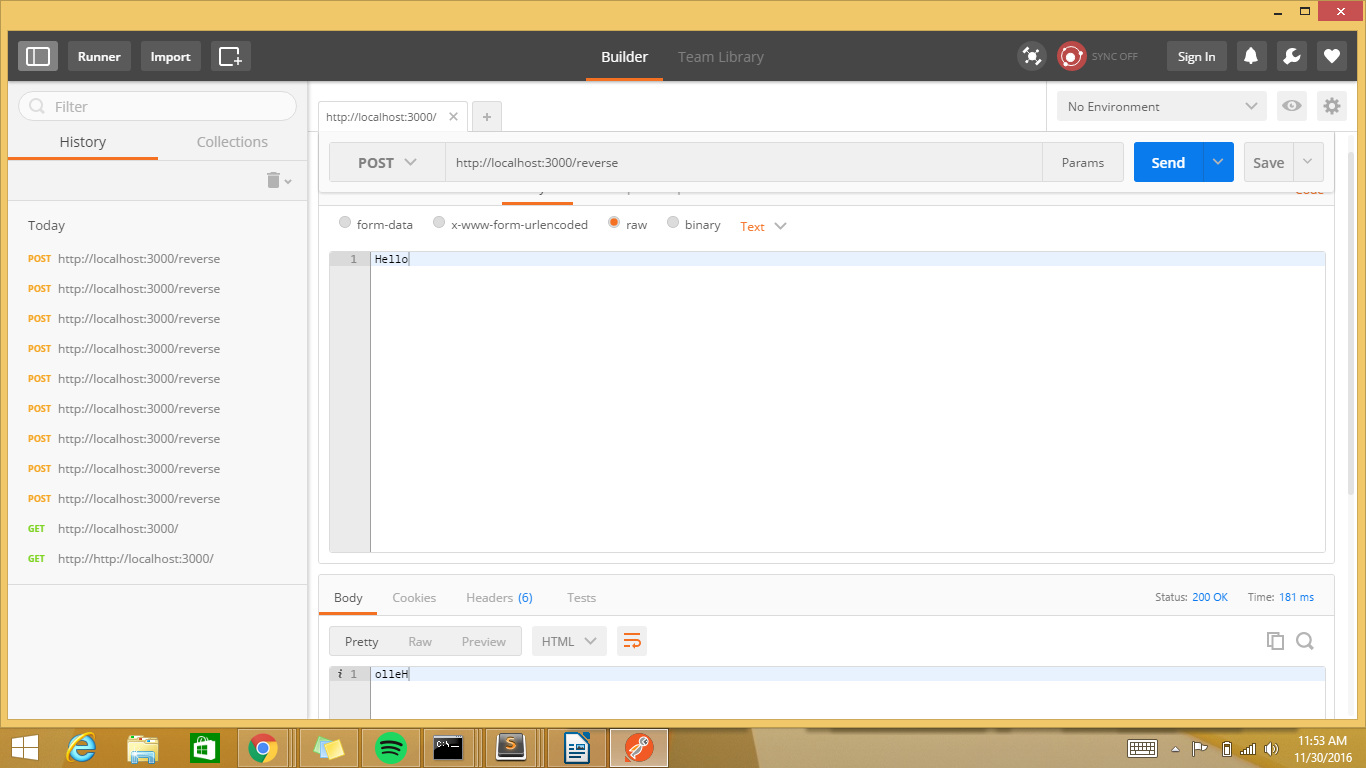 Runner
Import
Builder
Team Library
SYNC OFF
Sign In
Filter
History
Collections
Today
POST http://localhost:3000/reverse
POST http://localhost:3000/reverse
POST http://localhost:3000/reverse
POST http://localhost:3000/reverse
POST http://localhost:3000/reverse
POST http://localhost:3000/reverse
POST http://localhost:3000/reverse
POST http://localhost:3000/reverse
POST http://localhost:3000/reverse
GET http://localhost:3000/
GET http://http://localhost:3000/
http://localhost:3000/
No Environment
POST
http://localhost:3000/reverse
Params
Send
Save
form-data
x-www-form-urlencoded
raw
binary
Text
1 Hello
Body
Cookies
Headers (6)
Tests
Status: 200 OK
Time: 181 ms
Pretty
Raw
Preview
HTML
i 1 olleH
C:\.
11:53 AM
11/30/2016